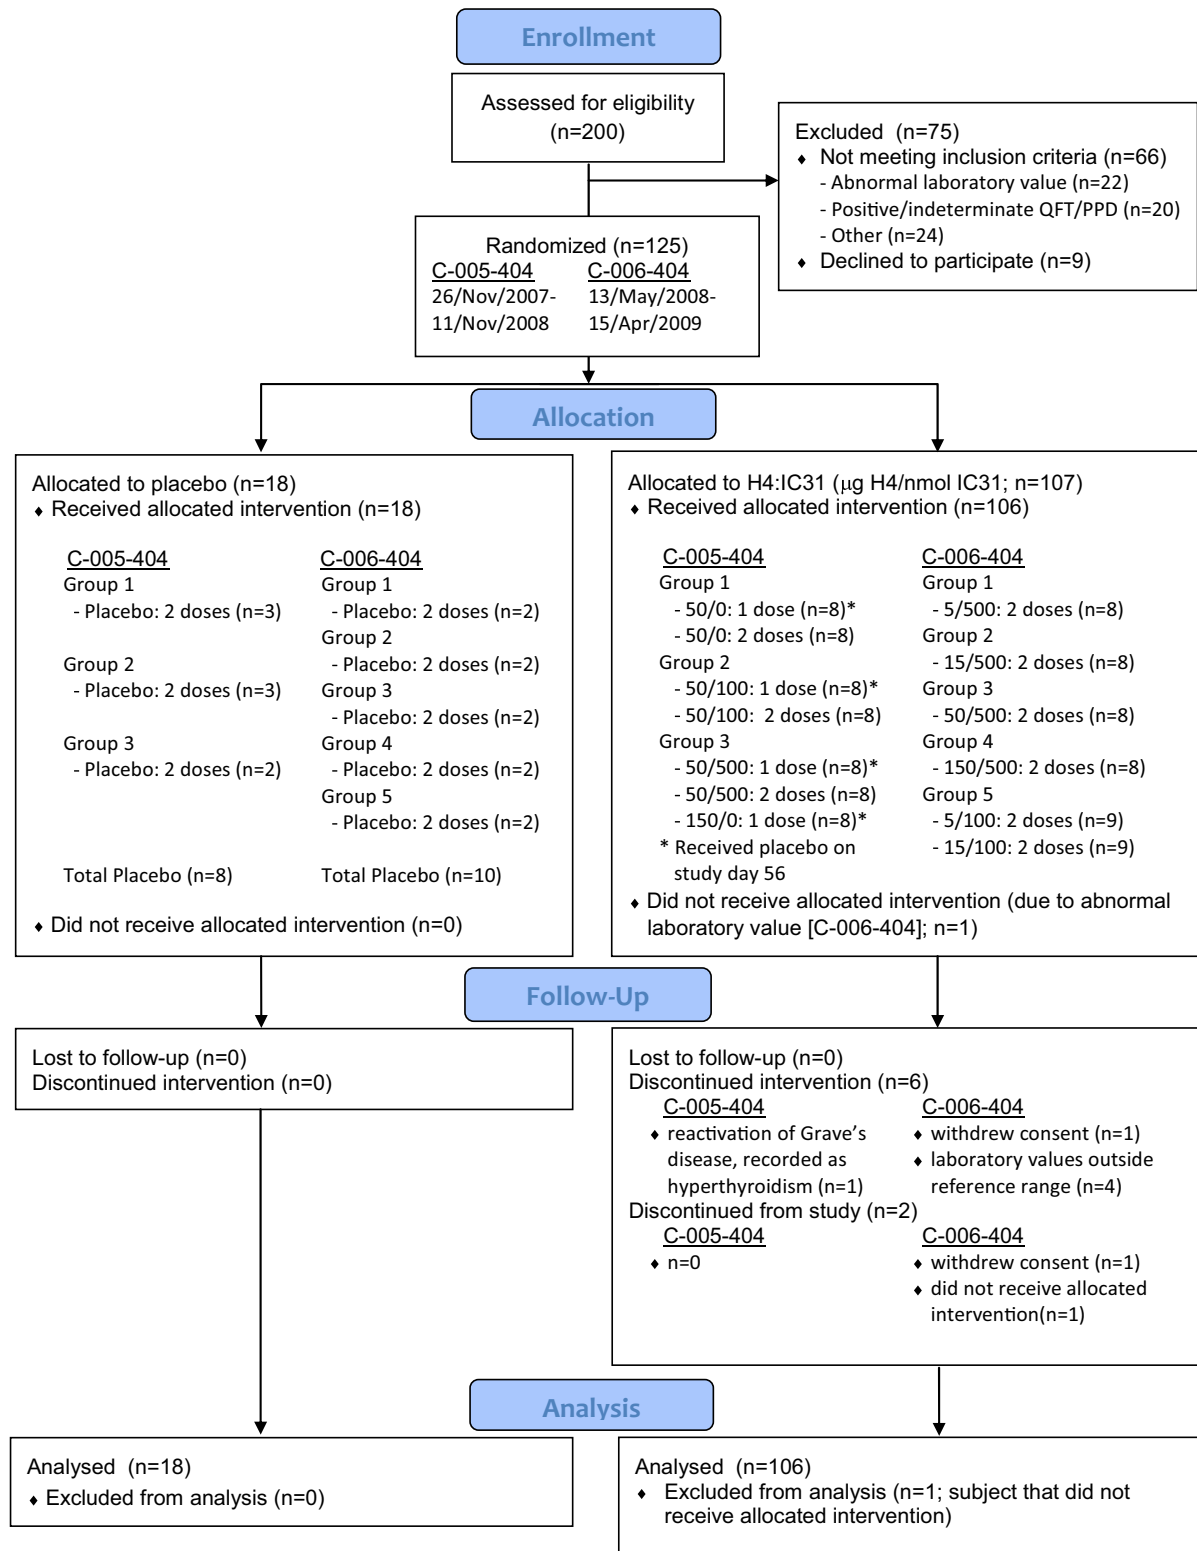 Enrollment
Assessed for eligibility
(n=200)
Excluded (n=75)
♦ Not meeting inclusion criteria (n=66)
- Abnormal laboratory value (n=22)
- Positive/indeterminate QFT/PPD (n=20)
- Other (n=24)
♦ Declined to participate (n=9)
Randomized (n=125)
C-005-404 C-006-404
26/Nov/2007- 13/May/2008-
11/Nov/2008 15/Apr/2009
Allocation
Allocated to placebo (n=18)
♦ Received allocated intervention (n=18)
C-005-404
Group 1
- Placebo: 2 doses (n=3)
Group 2
- Placebo: 2 doses (n=3)
Group 3
- Placebo: 2 doses (n=2)
Total Placebo (n=8)
C-006-404
Group 1
- Placebo: 2 doses (n=2)
Group 2
- Placebo: 2 doses (n=2)
Group 3
- Placebo: 2 doses (n=2)
Group 4
- Placebo: 2 doses (n=2)
Group 5
- Placebo: 2 doses (n=2)
Total Placebo (n=10)
♦ Did not receive allocated intervention (n=0)
Allocated to H4:IC31 (μg H4/nmol IC31; n=107)
♦ Received allocated intervention (n=106)
C-005-404
Group 1
- 50/0: 1 dose (n=8)*
- 50/0: 2 doses (n=8)
Group 2
- 50/100: 1 dose (n=8)*
- 50/100: 2 doses (n=8)
Group 3
- 50/500: 1 dose (n=8)*
- 50/500: 2 doses (n=8)
- 150/0: 1 dose (n=8)*
* Received placebo on
study day 56
C-006-404
Group 1
- 5/500: 2 doses (n=8)
Group 2
- 15/500: 2 doses (n=8)
Group 3
- 50/500: 2 doses (n=8)
Group 4
- 150/500: 2 doses (n=8)
Group 5
- 5/100: 2 doses (n=9)
- 15/100: 2 doses (n=9)
♦ Did not receive allocated intervention (due to abnormal
laboratory value [C-006-404]; n=1)
Follow-Up
Lost to follow-up (n=0)
Discontinued intervention (n=0)
Lost to follow-up (n=0)
Discontinued intervention (n=6)
C-005-404
♦ reactivation of Grave's
disease, recorded as
hyperthyroidism (n=1)
C-006-404
♦ withdrew consent (n=1)
♦ laboratory values outside
reference range (n=4)
Discontinued from study (n=2)
C-005-404
♦ n=0
C-006-404
♦ withdrew consent (n=1)
♦ did not receive allocated
intervention(n=1)
Analysis
Analysed (n=18)
♦ Excluded from analysis (n=0)
Analysed (n=106)
♦ Excluded from analysis (n=1; subject that did not
receive allocated intervention)